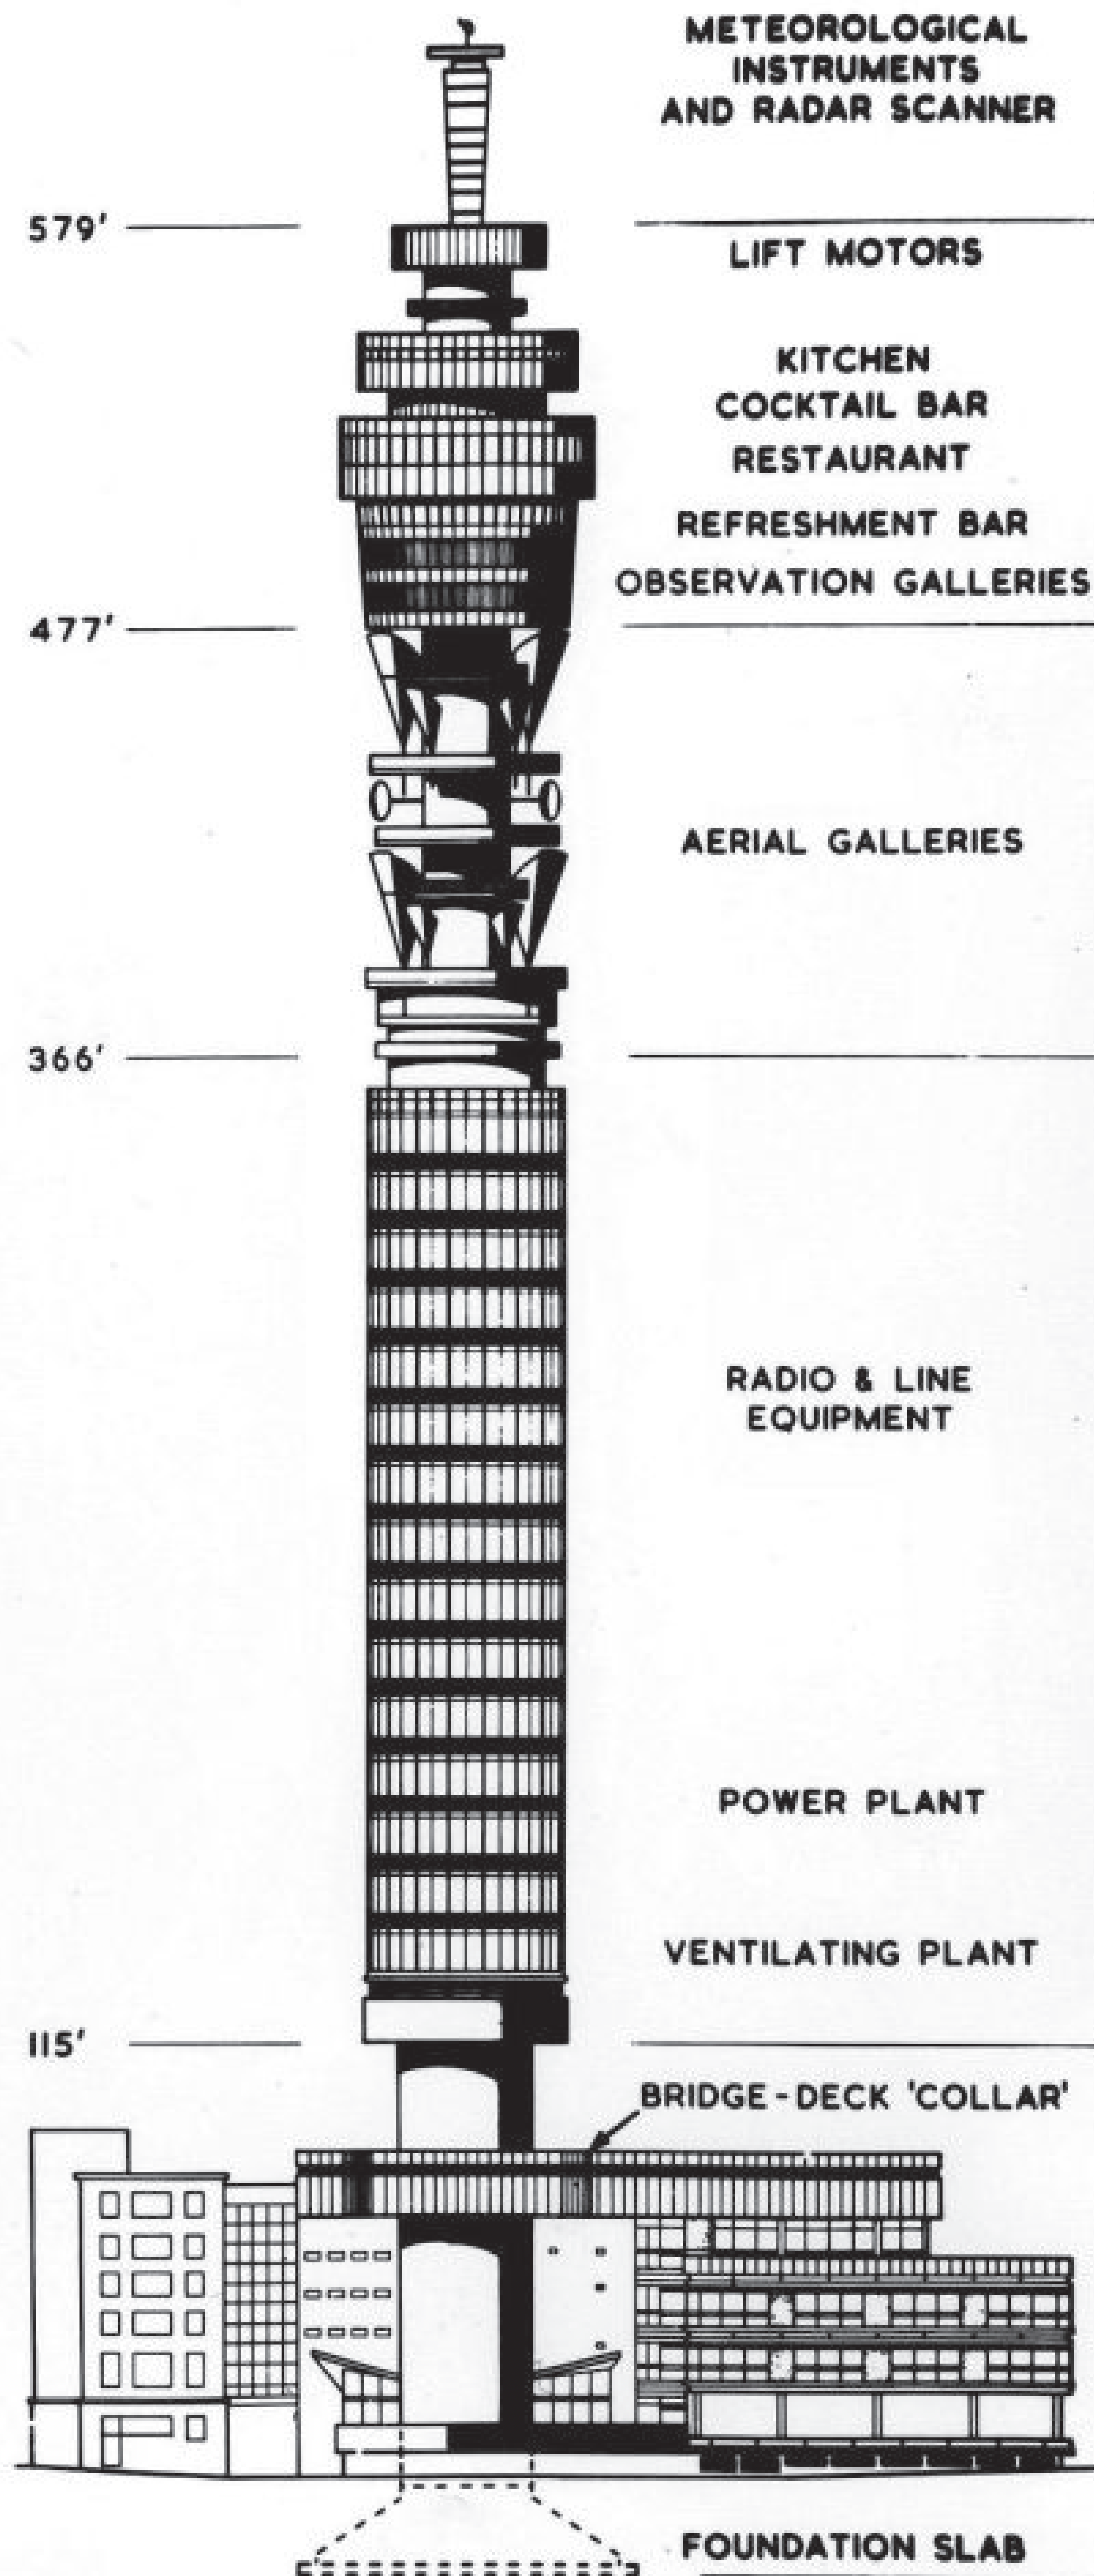 METEOROLOGICAL
INSTRUMENTS
AND RADAR SCANNER
579'
LIFT MOTORS
KITCHEN
COCKTAIL BAR
RESTAURANT
REFRESHMENT BAR
OBSERVATION GALLERIES
477'
AERIAL GALLERIES
366'
RADIO & LINE
EQUIPMENT
POWER PLANT
VENTILATING PLANT
115'
BRIDGE-DECK 'COLLAR'
FOUNDATION SLAB